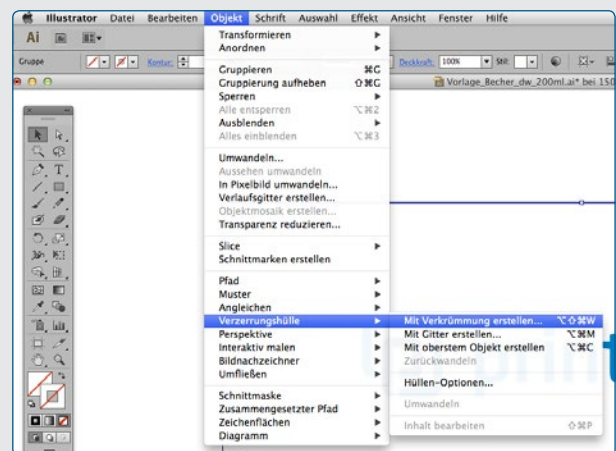 Illustrator Datei Bearbeiten Objekt Schrift Auswahl Effekt Ansicht Fenster Hilfe
Ai Br
Gruppe
Kontur:
Deckkraft: 100% Stil:
Vorlage_Becher_dw_200ml.ai* bei 150
Transformieren
Anordnen
Gruppieren ⌘G
Gruppierung aufheben ⇧⌘G
Sperren
Alle entsperren ⌥⌘2
Ausblenden
Alles einblenden ⌥⌘3
Umwandeln...
Aussehen umwandeln
In Pixelbild umwandeln...
Verlaufsgitter erstellen...
Objektmosaik erstellen...
Transparenz reduzieren...
Slice
Schnittmarken erstellen
Pfad
Muster
Angleichen
Verzerrungshülle
Perspektive
Interaktiv malen
Bildnachzeichner
Umfließen
Schnittmaske
Zusammengesetzter Pfad
Zeichenflächen
Diagramm
Mit Verkrümmung erstellen... ⌥⇧⌘W
Mit Gitter erstellen... ⌥⌘M
Mit oberstem Objekt erstellen ⌥⌘C
Zurückwandeln
Hüllen-Optionen...
Umwandeln
Inhalt bearbeiten ⇧⌘P